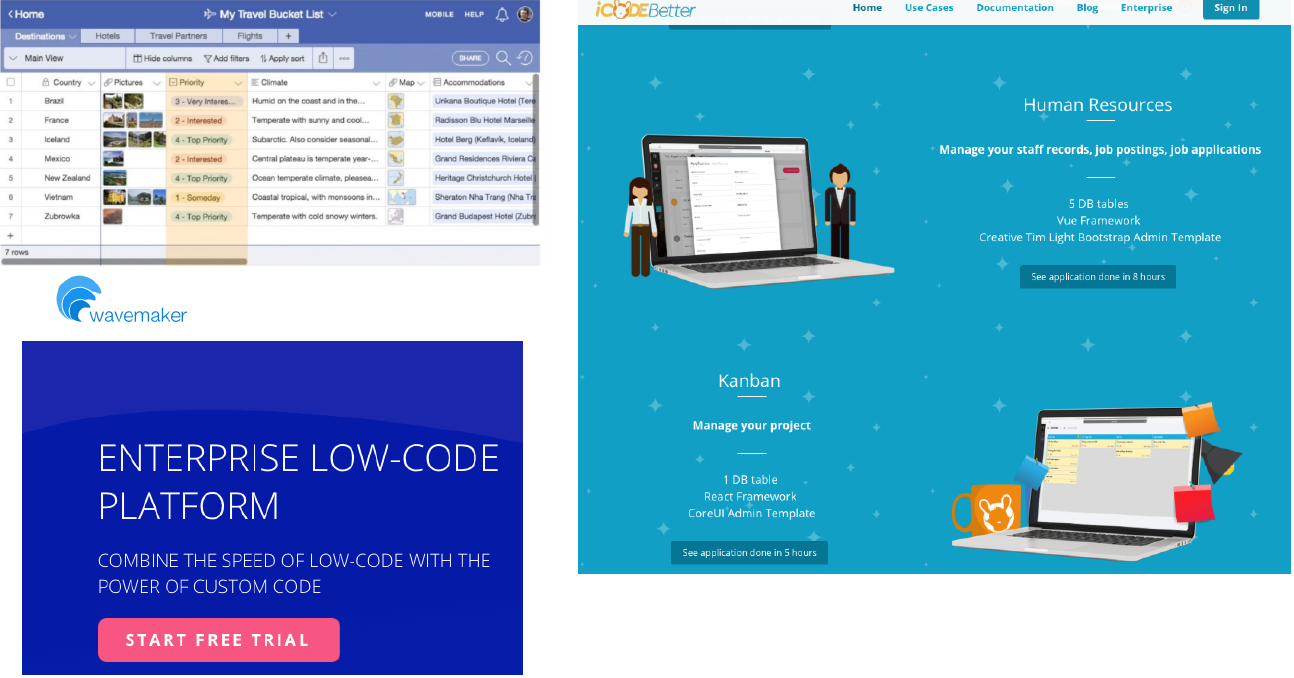 Home
My Travel Bucket List
MOBILE HELP
Destinations Hotels Travel Partners Flights +
Main View Hide columns Add filters Apply sort SHARE
Country Pictures Priority Climate Map Accommodations
1 Brazil 3 - Very Interes... Humid on the coast and in the... Urikana Boutique Hotel (Tere
2 France 2 - Interested Temperate with sunny and cool... Radisson Blu Hotel Marseille
3 Iceland 4 - Top Priority Subarctic. Also consider seasonal... Hotel Berg (Keflavik, Iceland)
4 Mexico 2 - Interested Central plateau is temperate year-... Grand Residences Riviera Ca
5 New Zealand 4 - Top Priority Ocean temperate climate, pleasea... Heritage Christchurch Hotel (
6 Vietnam 1 - Someday Coastal tropical, with monsoons in... Sheraton Nha Trang (Nha Tra
7 Zubrowka 4 - Top Priority Temperate with cold snowy winters. Grand Budapest Hotel (Zubr
+
7 rows
wavemaker
ENTERPRISE LOW-CODE
PLATFORM
COMBINE THE SPEED OF LOW-CODE WITH THE
POWER OF CUSTOM CODE
START FREE TRIAL
iCODEBetter
Home Use Cases Documentation Blog Enterprise Sign In
Human Resources
Manage your staff records, job postings, job applications
5 DB tables
Vue Framework
Creative Tim Light Bootstrap Admin Template
See application done in 8 hours
Kanban
Manage your project
1 DB table
React Framework
CoreUI Admin Template
See application done in 5 hours